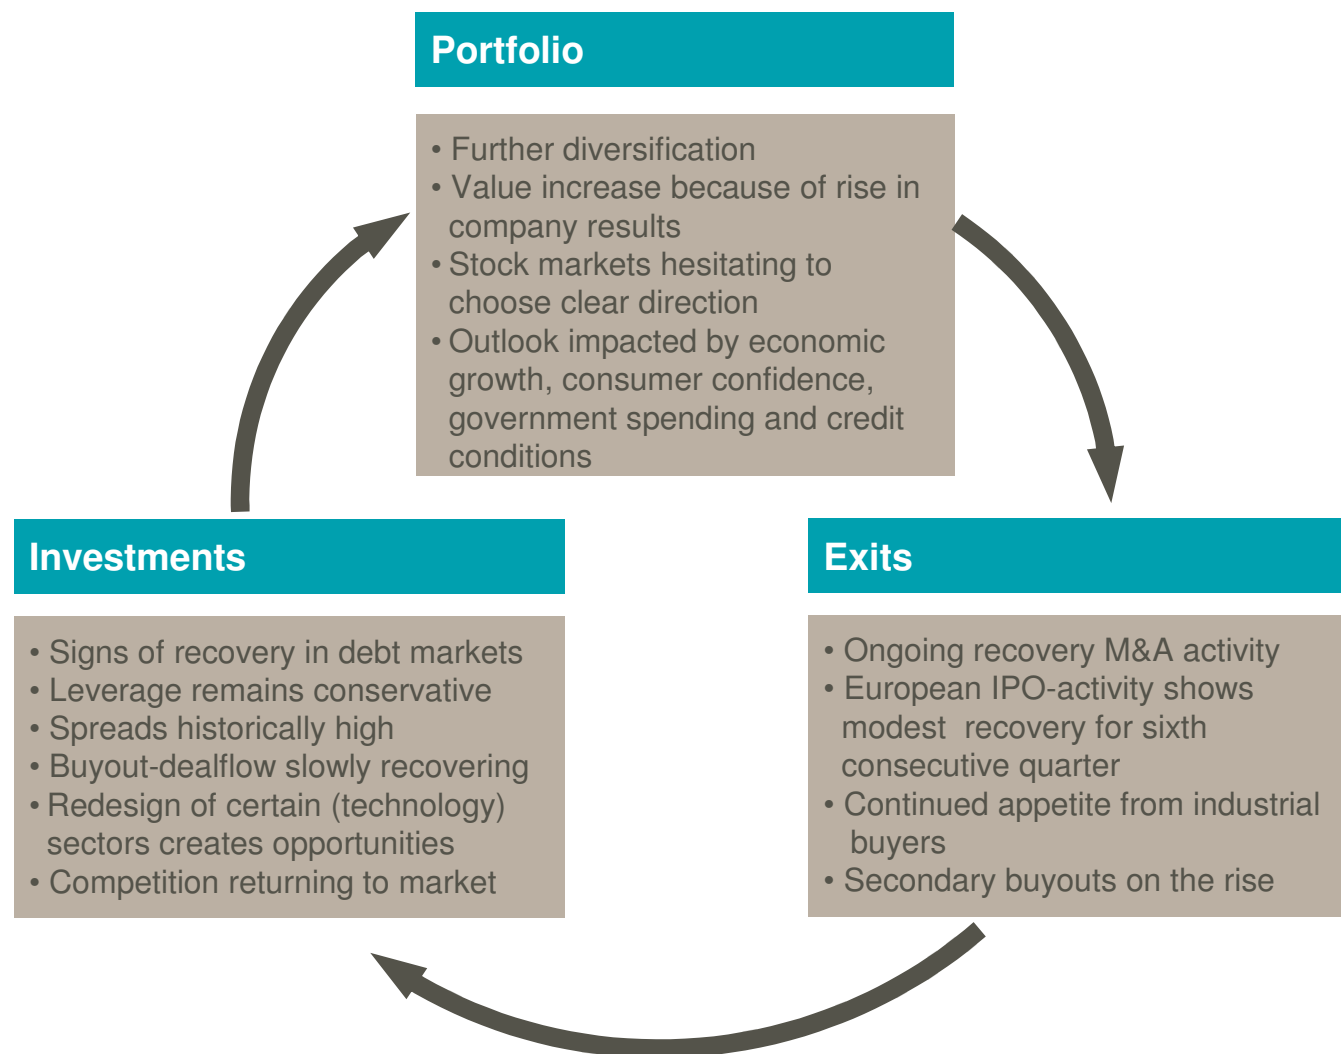 Portfolio
• Further diversification
• Value increase because of rise in
company results
• Stock markets hesitating to
choose clear direction
• Outlook impacted by economic
growth, consumer confidence,
government spending and credit
conditions
Investments
• Signs of recovery in debt markets
• Leverage remains conservative
• Spreads historically high
• Buyout-dealflow slowly recovering
• Redesign of certain (technology)
sectors creates opportunities
• Competition returning to market
Exits
• Ongoing recovery M&A activity
• European IPO-activity shows
modest recovery for sixth
consecutive quarter
• Continued appetite from industrial
buyers
• Secondary buyouts on the rise